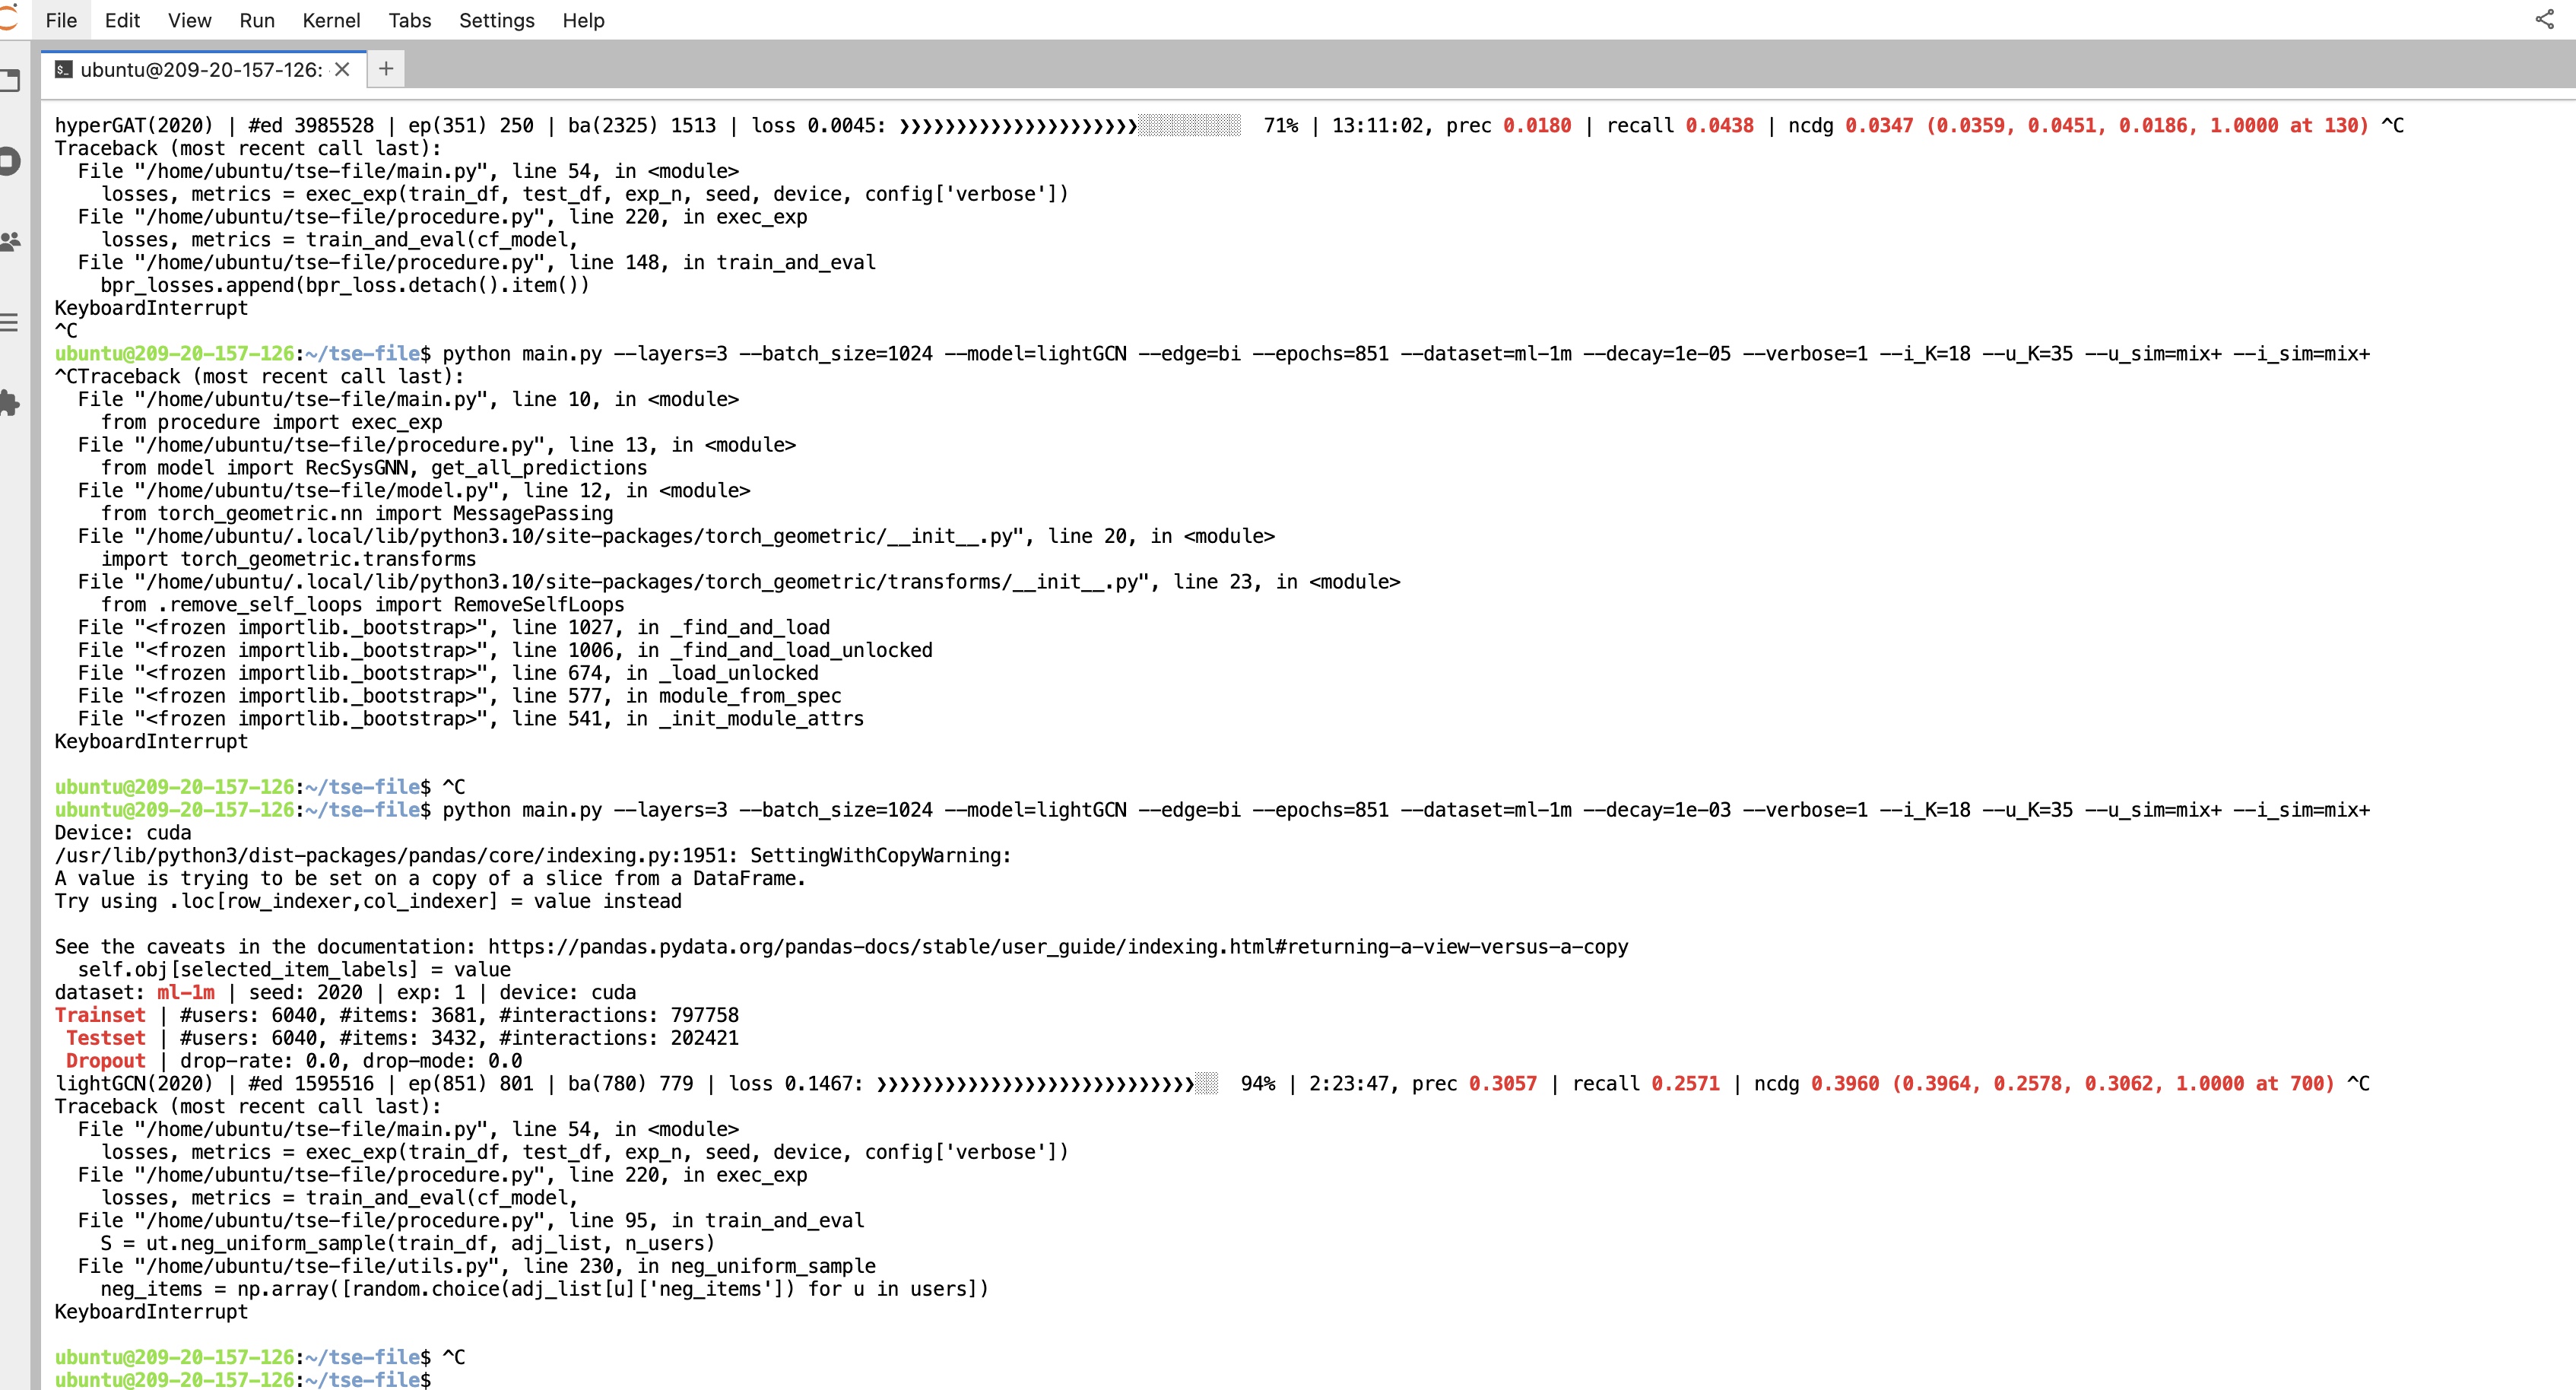 File Edit View Run Kernel Tabs Settings Help
ubuntu@209-20-157-126: × +
hyperGAT(2020) | #ed 3985528 | ep(351) 250 | ba(2325) 1513 | loss 0.0045: ❯❯❯❯❯❯❯❯❯❯❯❯❯❯❯❯❯❯❯❯❯░░░░░░░░░ 71% | 13:11:02, prec 0.0180 | recall 0.0438 | ncdg 0.0347 (0.0359, 0.0451, 0.0186, 1.0000 at 130) ^C
Traceback (most recent call last):
  File "/home/ubuntu/tse-file/main.py", line 54, in <module>
    losses, metrics = exec_exp(train_df, test_df, exp_n, seed, device, config['verbose'])
  File "/home/ubuntu/tse-file/procedure.py", line 220, in exec_exp
    losses, metrics = train_and_eval(cf_model,
  File "/home/ubuntu/tse-file/procedure.py", line 148, in train_and_eval
    bpr_losses.append(bpr_loss.detach().item())
KeyboardInterrupt
^C
ubuntu@209-20-157-126:~/tse-file$ python main.py --layers=3 --batch_size=1024 --model=lightGCN --edge=bi --epochs=851 --dataset=ml-1m --decay=1e-05 --verbose=1 --i_K=18 --u_K=35 --u_sim=mix+ --i_sim=mix+
^CTraceback (most recent call last):
  File "/home/ubuntu/tse-file/main.py", line 10, in <module>
    from procedure import exec_exp
  File "/home/ubuntu/tse-file/procedure.py", line 13, in <module>
    from model import RecSysGNN, get_all_predictions
  File "/home/ubuntu/tse-file/model.py", line 12, in <module>
    from torch_geometric.nn import MessagePassing
  File "/home/ubuntu/.local/lib/python3.10/site-packages/torch_geometric/__init__.py", line 20, in <module>
    import torch_geometric.transforms
  File "/home/ubuntu/.local/lib/python3.10/site-packages/torch_geometric/transforms/__init__.py", line 23, in <module>
    from .remove_self_loops import RemoveSelfLoops
  File "<frozen importlib._bootstrap>", line 1027, in _find_and_load
  File "<frozen importlib._bootstrap>", line 1006, in _find_and_load_unlocked
  File "<frozen importlib._bootstrap>", line 674, in _load_unlocked
  File "<frozen importlib._bootstrap>", line 577, in module_from_spec
  File "<frozen importlib._bootstrap>", line 541, in _init_module_attrs
KeyboardInterrupt
ubuntu@209-20-157-126:~/tse-file$ ^C
ubuntu@209-20-157-126:~/tse-file$ python main.py --layers=3 --batch_size=1024 --model=lightGCN --edge=bi --epochs=851 --dataset=ml-1m --decay=1e-03 --verbose=1 --i_K=18 --u_K=35 --u_sim=mix+ --i_sim=mix+
Device: cuda
/usr/lib/python3/dist-packages/pandas/core/indexing.py:1951: SettingWithCopyWarning:
A value is trying to be set on a copy of a slice from a DataFrame.
Try using .loc[row_indexer,col_indexer] = value instead
See the caveats in the documentation: https://pandas.pydata.org/pandas-docs/stable/user_guide/indexing.html#returning-a-view-versus-a-copy
  self.obj[selected_item_labels] = value
dataset: ml-1m | seed: 2020 | exp: 1 | device: cuda
Trainset | #users: 6040, #items: 3681, #interactions: 797758
 Testset | #users: 6040, #items: 3432, #interactions: 202421
 Dropout | drop-rate: 0.0, drop-mode: 0.0
lightGCN(2020) | #ed 1595516 | ep(851) 801 | ba(780) 779 | loss 0.1467: ❯❯❯❯❯❯❯❯❯❯❯❯❯❯❯❯❯❯❯❯❯❯❯❯❯❯❯❯░░ 94% | 2:23:47, prec 0.3057 | recall 0.2571 | ncdg 0.3960 (0.3964, 0.2578, 0.3062, 1.0000 at 700) ^C
Traceback (most recent call last):
  File "/home/ubuntu/tse-file/main.py", line 54, in <module>
    losses, metrics = exec_exp(train_df, test_df, exp_n, seed, device, config['verbose'])
  File "/home/ubuntu/tse-file/procedure.py", line 220, in exec_exp
    losses, metrics = train_and_eval(cf_model,
  File "/home/ubuntu/tse-file/procedure.py", line 95, in train_and_eval
    S = ut.neg_uniform_sample(train_df, adj_list, n_users)
  File "/home/ubuntu/tse-file/utils.py", line 230, in neg_uniform_sample
    neg_items = np.array([random.choice(adj_list[u]['neg_items']) for u in users])
KeyboardInterrupt
ubuntu@209-20-157-126:~/tse-file$ ^C
ubuntu@209-20-157-126:~/tse-file$